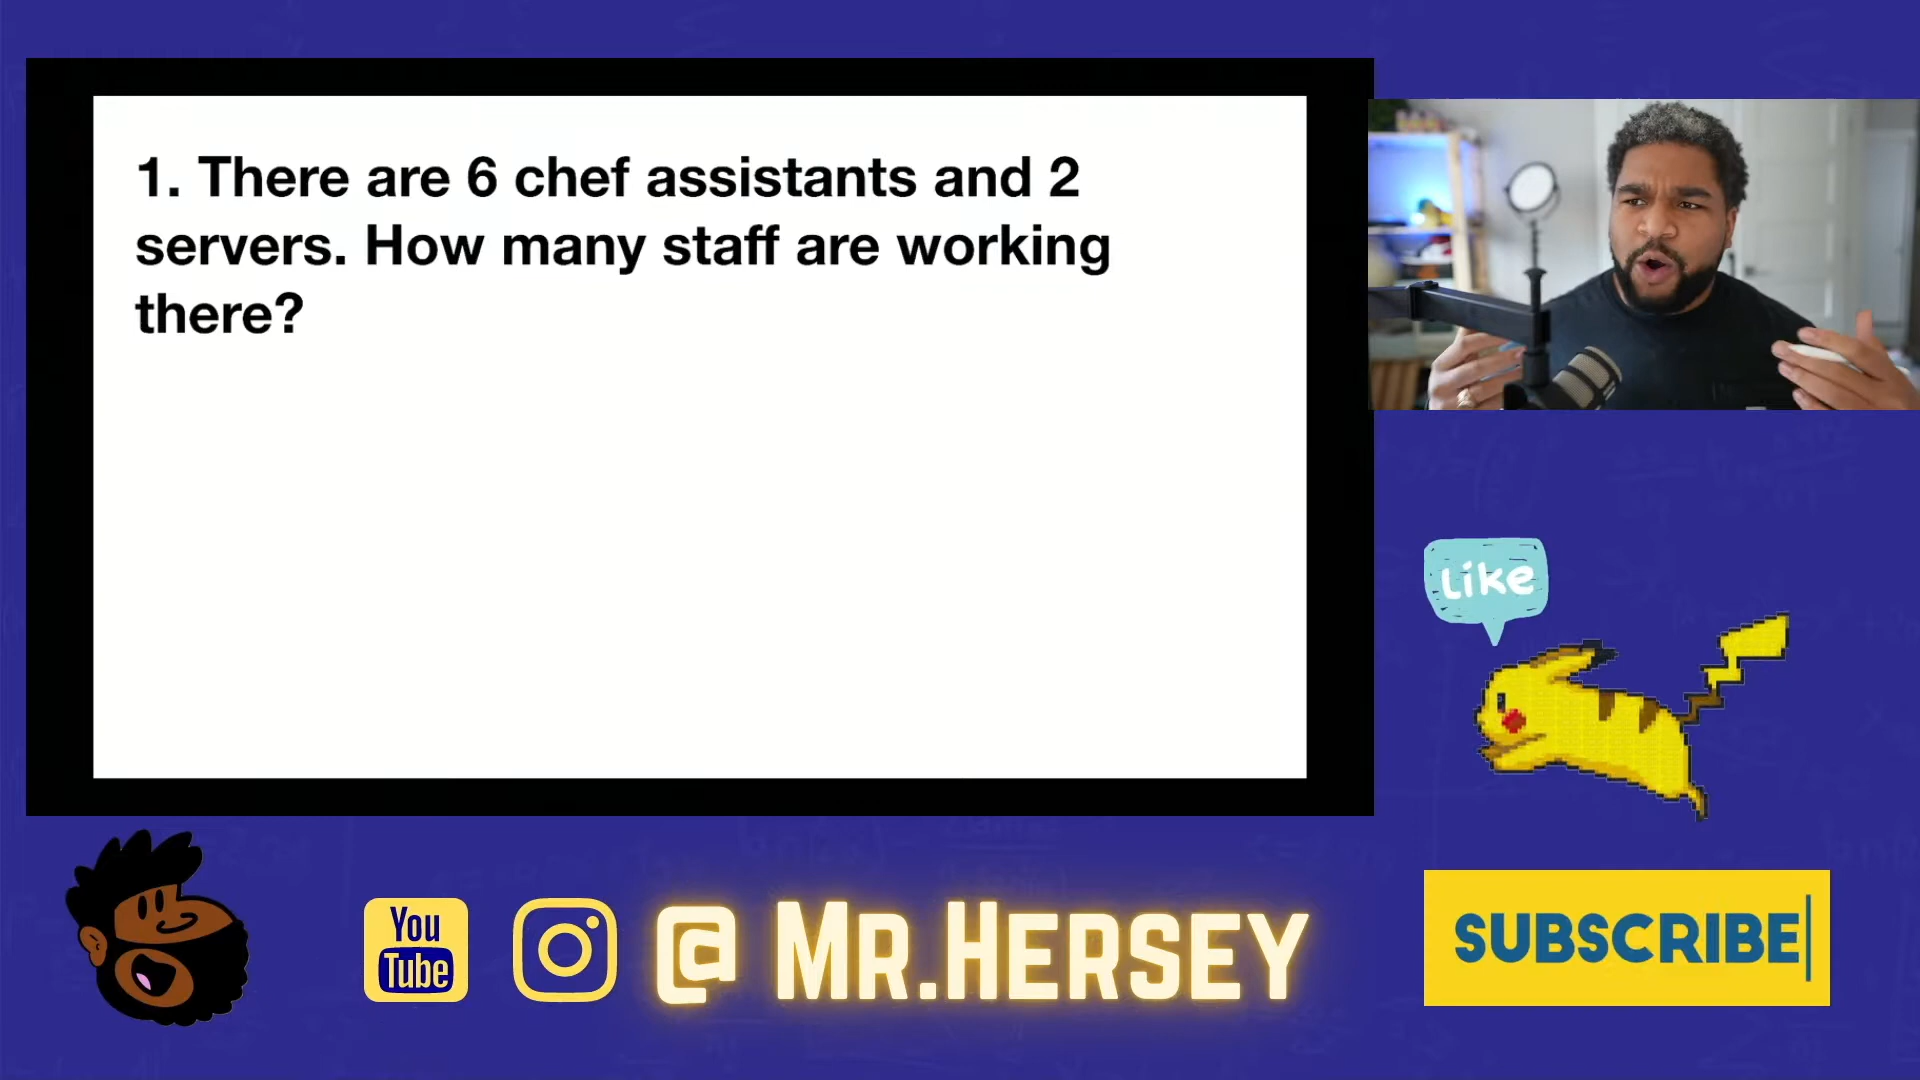 1. There are 6 chef assistants and 2
servers. How many staff are working
there?
Like
You
Tube
@ MR.HERSEY
SUBSCRIBE